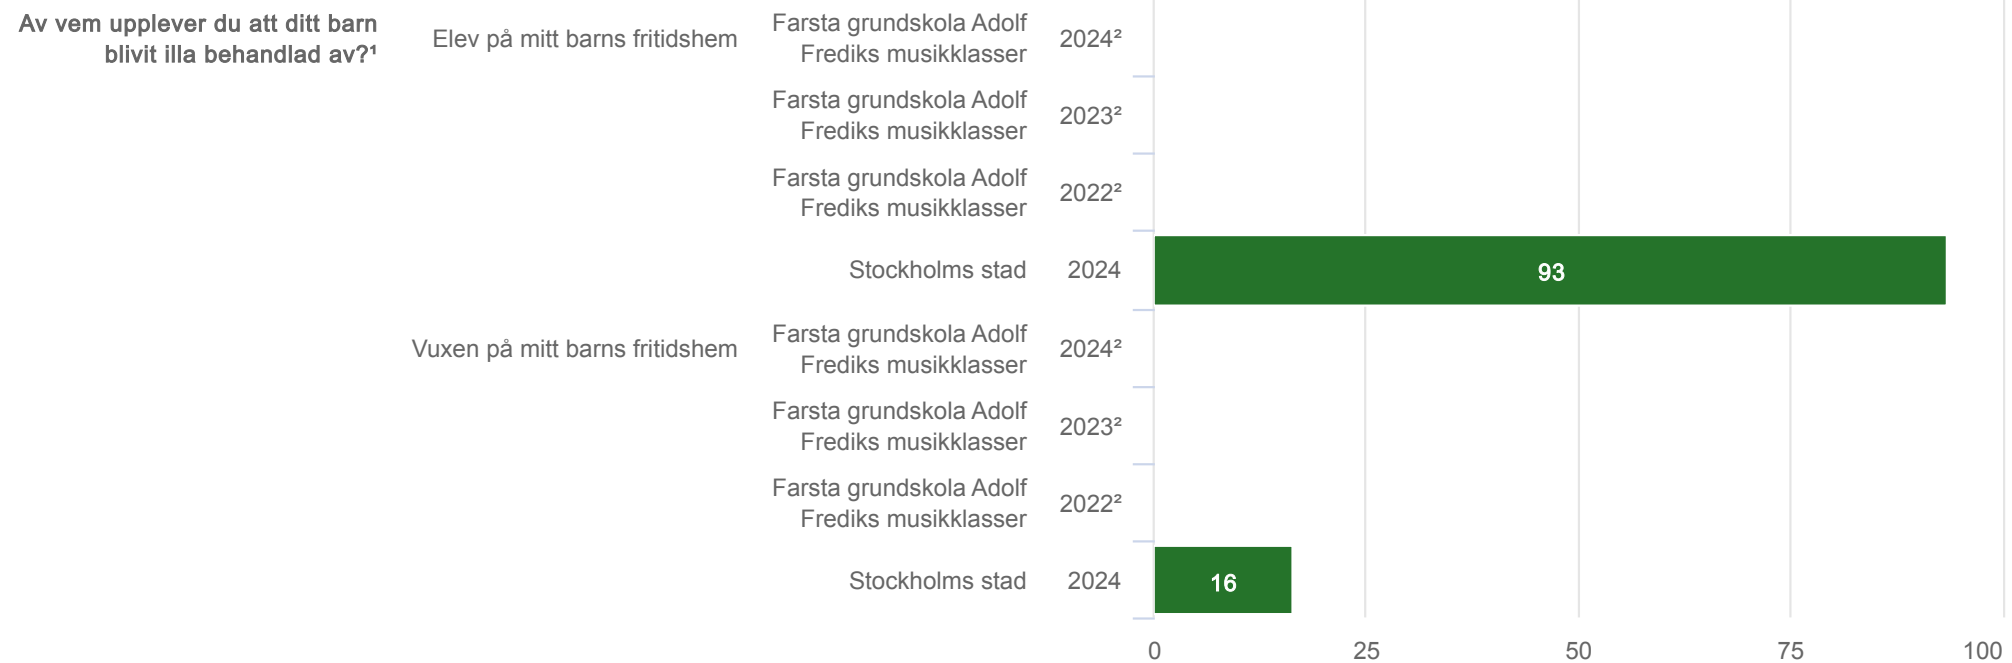 Av vem upplever du att ditt barn
blivit illa behandlad av?¹
Elev på mitt barns fritidshem
Farsta grundskola Adolf
Frediks musikklasser
2024²
Farsta grundskola Adolf
Frediks musikklasser
2023²
Farsta grundskola Adolf
Frediks musikklasser
2022²
Stockholms stad
2024
93
Vuxen på mitt barns fritidshem
Farsta grundskola Adolf
Frediks musikklasser
2024²
Farsta grundskola Adolf
Frediks musikklasser
2023²
Farsta grundskola Adolf
Frediks musikklasser
2022²
Stockholms stad
2024
16
0
25
50
75
100